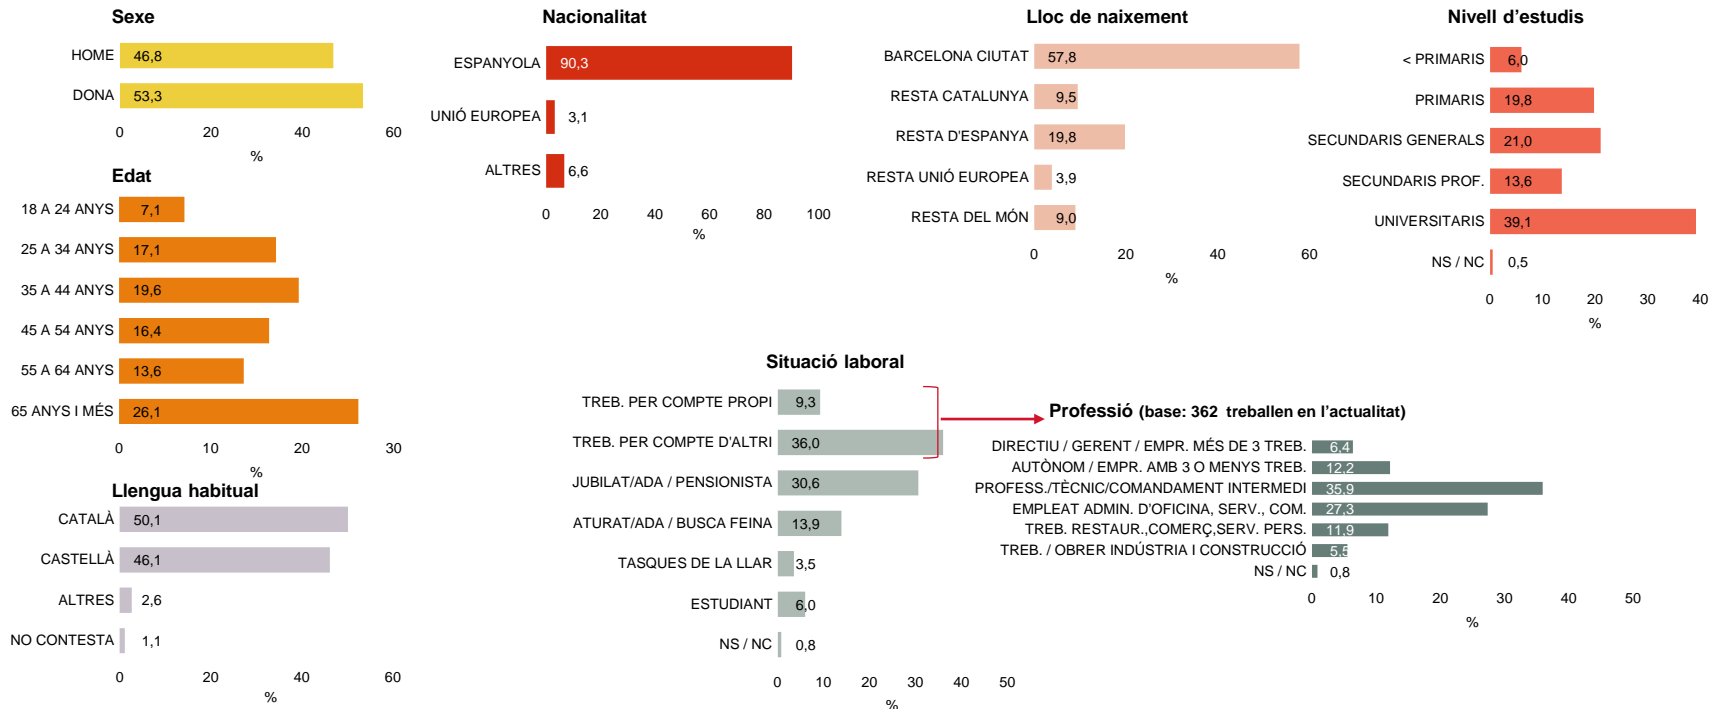 Sexe
HOME 46,8
DONA 53,3
0 20 40 60
%
Edat
18 A 24 ANYS 7,1
25 A 34 ANYS 17,1
35 A 44 ANYS 19,6
45 A 54 ANYS 16,4
55 A 64 ANYS 13,6
65 ANYS I MÉS 26,1
0 10 20 30
%
Llengua habitual
CATALÀ 50,1
CASTELLÀ 46,1
ALTRES 2,6
NO CONTESTA 1,1
0 20 40 60
%
Nacionalitat
ESPANYOLA 90,3
UNIÓ EUROPEA 3,1
ALTRES 6,6
0 20 40 60 80 100
%
Lloc de naixement
BARCELONA CIUTAT 57,8
RESTA CATALUNYA 9,5
RESTA D'ESPANYA 19,8
RESTA UNIÓ EUROPEA 3,9
RESTA DEL MÓN 9,0
0 20 40 60
%
Nivell d’estudis
< PRIMARIS 6,0
PRIMARIS 19,8
SECUNDARIS GENERALS 21,0
SECUNDARIS PROF. 13,6
UNIVERSITARIS 39,1
NS / NC 0,5
0 10 20 30 40
%
Situació laboral
TREB. PER COMPTE PROPI 9,3
TREB. PER COMPTE D'ALTRI 36,0
JUBILAT/ADA / PENSIONISTA 30,6
ATURAT/ADA / BUSCA FEINA 13,9
TASQUES DE LA LLAR 3,5
ESTUDIANT 6,0
NS / NC 0,8
0 10 20 30 40 50
%
Professió (base: 362 treballen en l’actualitat)
DIRECTIU / GERENT / EMPR. MÉS DE 3 TREB. 6,4
AUTÒNOM / EMPR. AMB 3 O MENYS TREB. 12,2
PROFESS./TÈCNIC/COMANDAMENT INTERMEDI 35,9
EMPLEAT ADMIN. D'OFICINA, SERV., COM. 27,3
TREB. RESTAUR.,COMERÇ,SERV. PERS. 11,9
TREB. / OBRER INDÚSTRIA I CONSTRUCCIÓ 5,5
NS / NC 0,8
0 10 20 30 40 50
%